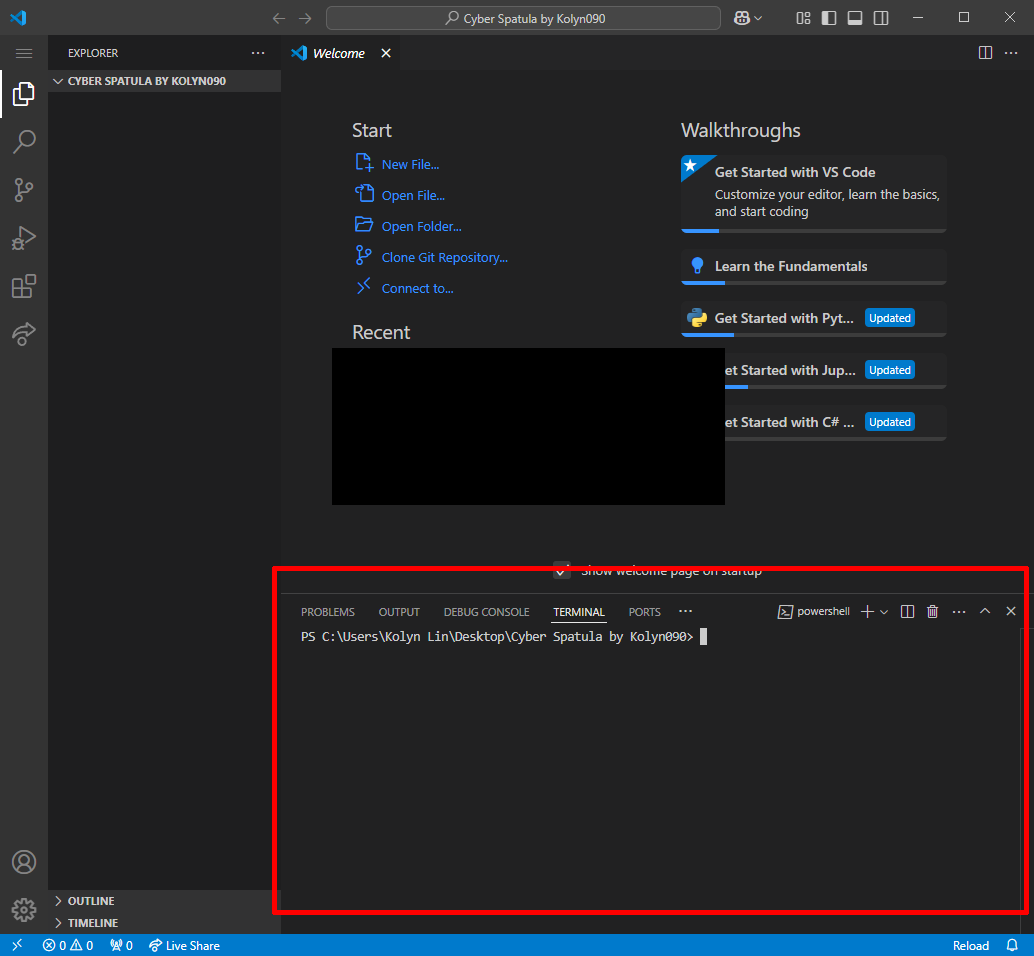 Cyber Spatula by Kolyn090
EXPLORER
Welcome
CYBER SPATULA BY KOLYN090
Start
New File...
Open File...
Open Folder...
Clone Git Repository...
Connect to...
Recent
Walkthroughs
Get Started with VS Code
Customize your editor, learn the basics,
and start coding
Learn the Fundamentals
Get Started with Pyt... Updated
et Started with Jup... Updated
et Started with C# ... Updated
Show welcome page on startup
PROBLEMS OUTPUT DEBUG CONSOLE TERMINAL PORTS ... powershell
PS C:\Users\Kolyn Lin\Desktop\Cyber Spatula by Kolyn090>
OUTLINE
TIMELINE
0 0 0 Live Share Reload